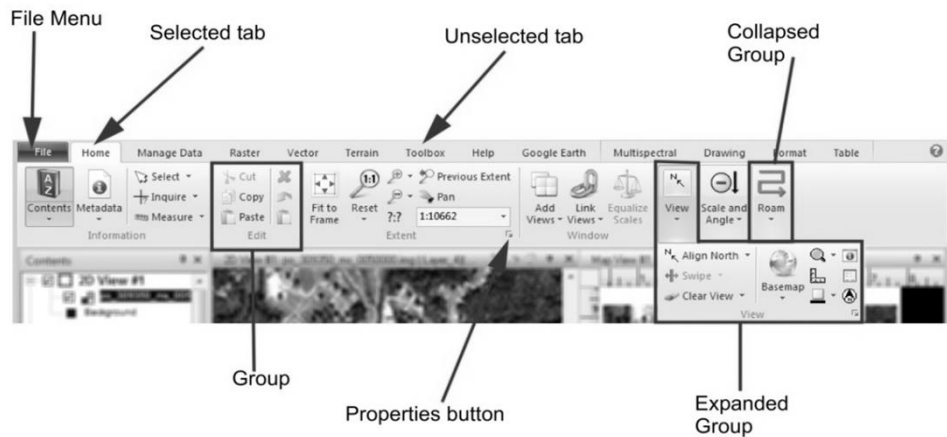 File Menu
Selected tab
Unselected tab
Collapsed
Group
File Home Manage Data Raster Vector Terrain Toolbox Help Google Earth Multispectral Drawing Format Table
Select Cut Previous Extent
Inquire Copy Pan
Measure Paste ?:? 1:10662
A
Z
1:1
N
Contents Metadata Fit to
Frame Reset Add
Views Link
Views Equalize
Scales View Scale and
Angle Roam
Information Edit Extent Window
Contents
2D View #1
Background
N Align North
Swipe
Clear View
Basemap
View
Group
Properties button
Expanded
Group